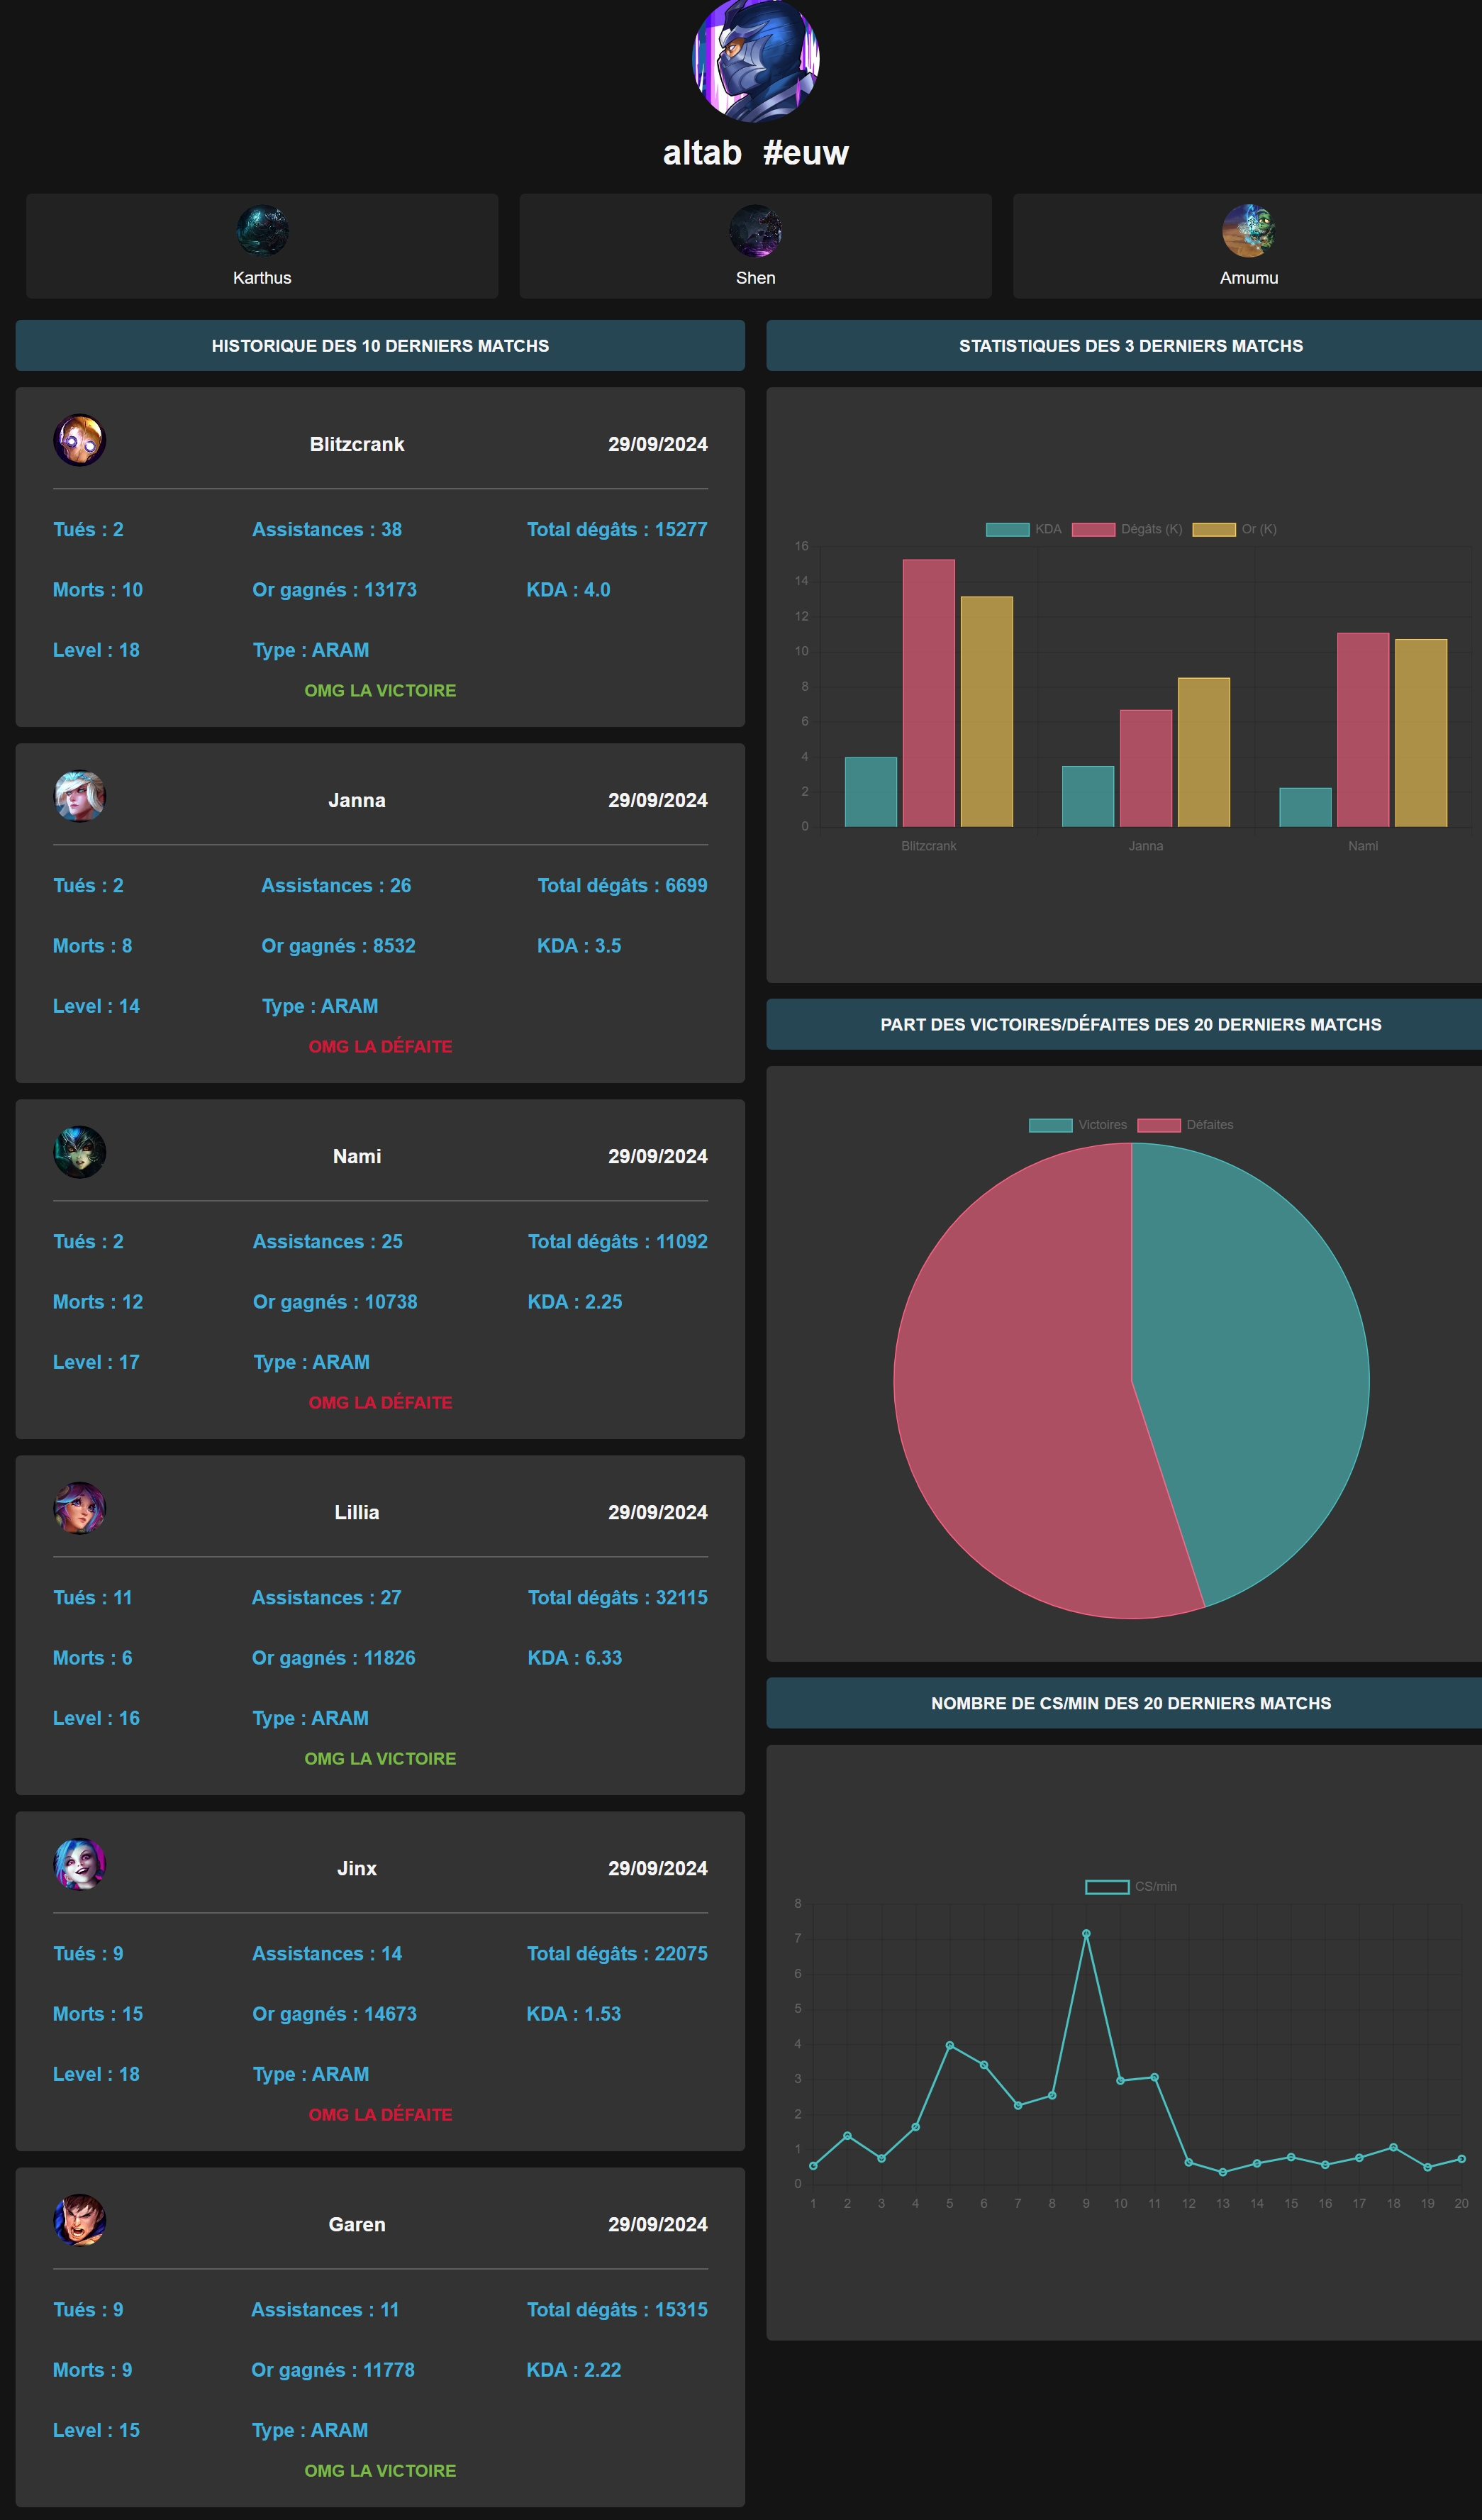 altab #euw
Karthus
Shen
Amumu
HISTORIQUE DES 10 DERNIERS MATCHS
Blitzcrank 29/09/2024
Tués : 2 Assistances : 38 Total dégâts : 15277
Morts : 10 Or gagnés : 13173 KDA : 4.0
Level : 18 Type : ARAM
OMG LA VICTOIRE
Janna 29/09/2024
Tués : 2 Assistances : 26 Total dégâts : 6699
Morts : 8 Or gagnés : 8532 KDA : 3.5
Level : 14 Type : ARAM
OMG LA DÉFAITE
Nami 29/09/2024
Tués : 2 Assistances : 25 Total dégâts : 11092
Morts : 12 Or gagnés : 10738 KDA : 2.25
Level : 17 Type : ARAM
OMG LA DÉFAITE
Lillia 29/09/2024
Tués : 11 Assistances : 27 Total dégâts : 32115
Morts : 6 Or gagnés : 11826 KDA : 6.33
Level : 16 Type : ARAM
OMG LA VICTOIRE
Jinx 29/09/2024
Tués : 9 Assistances : 14 Total dégâts : 22075
Morts : 15 Or gagnés : 14673 KDA : 1.53
Level : 18 Type : ARAM
OMG LA DÉFAITE
Garen 29/09/2024
Tués : 9 Assistances : 11 Total dégâts : 15315
Morts : 9 Or gagnés : 11778 KDA : 2.22
Level : 15 Type : ARAM
OMG LA VICTOIRE
STATISTIQUES DES 3 DERNIERS MATCHS
KDA Dégâts (K) Or (K)
16
14
12
10
8
6
4
2
0
Blitzcrank Janna Nami
PART DES VICTOIRES/DÉFAITES DES 20 DERNIERS MATCHS
Victoires Défaites
NOMBRE DE CS/MIN DES 20 DERNIERS MATCHS
CS/min
8
7
6
5
4
3
2
1
0
1 2 3 4 5 6 7 8 9 10 11 12 13 14 15 16 17 18 19 20